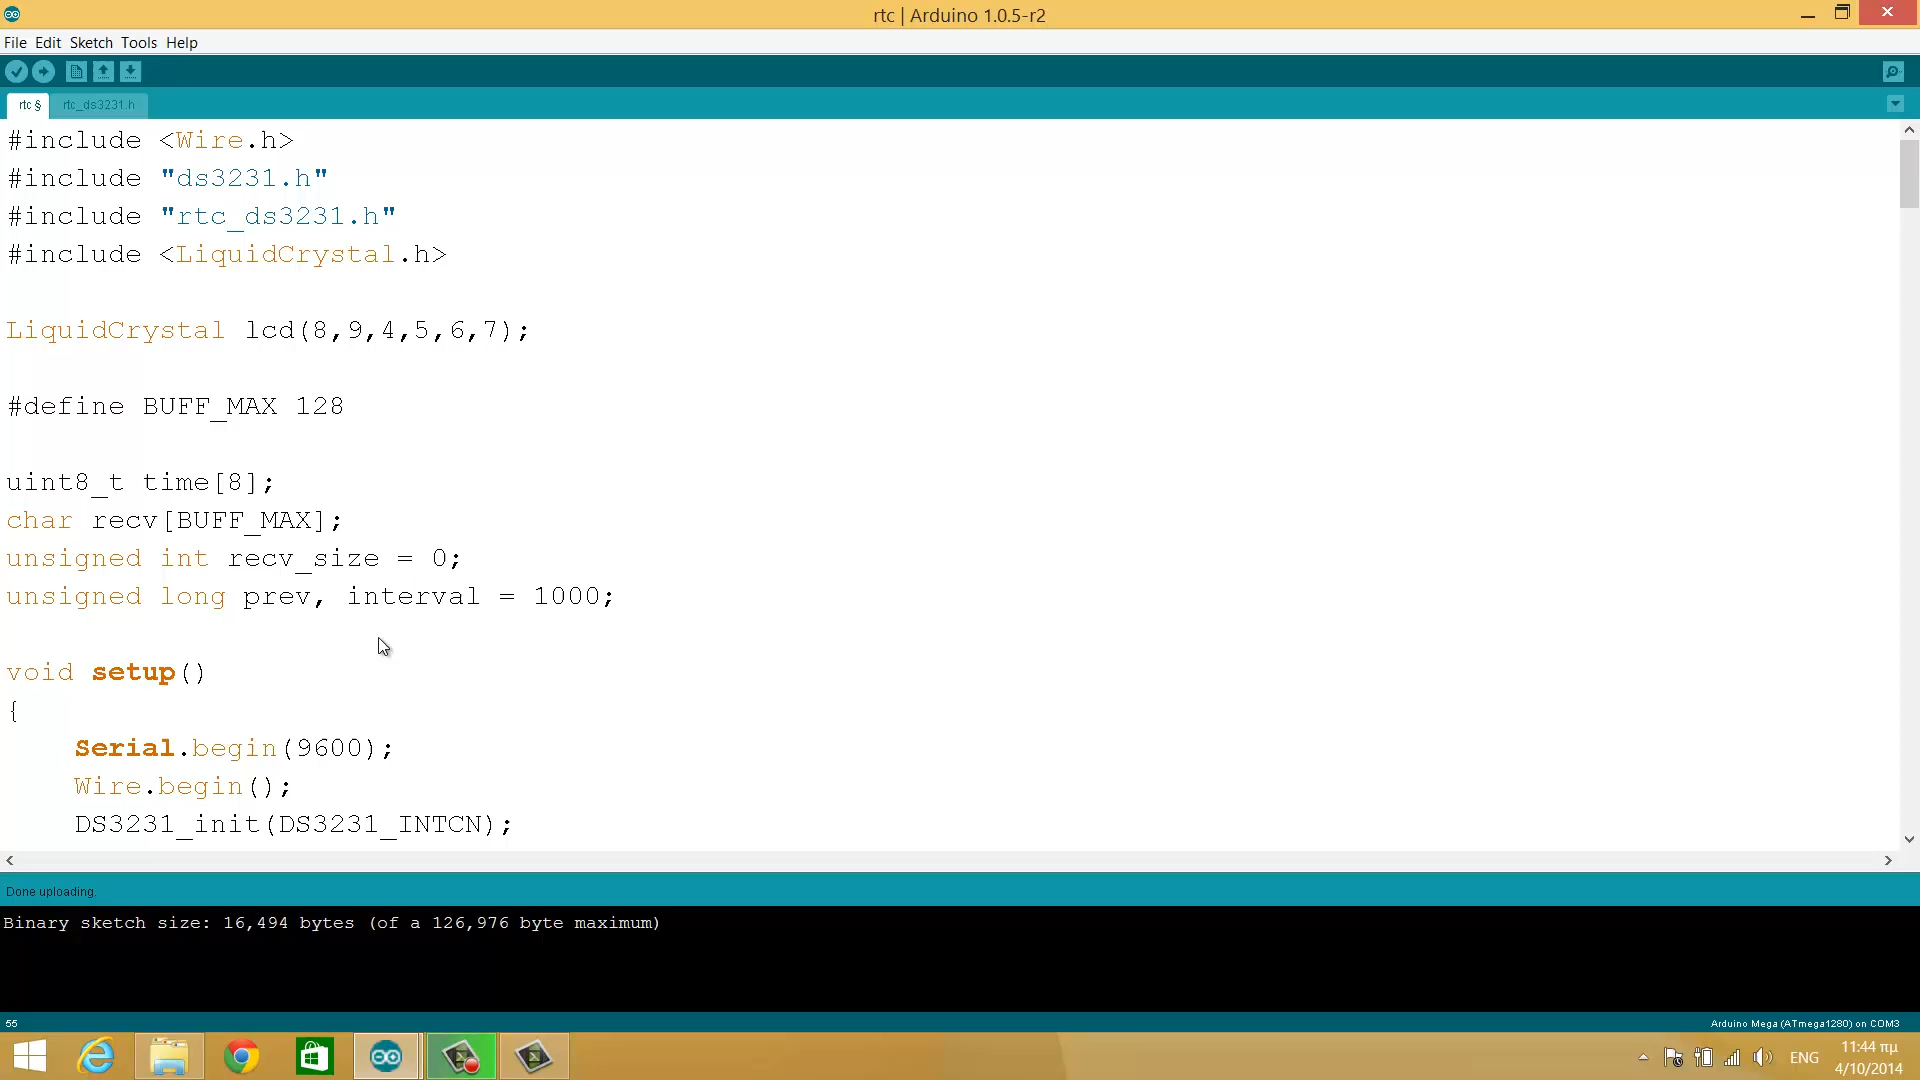 rtc | Arduino 1.0.5-r2
File Edit Sketch Tools Help
rtc § rtc_ds3231.h
#include <Wire.h>
#include "ds3231.h"
#include "rtc_ds3231.h"
#include <LiquidCrystal.h>
LiquidCrystal lcd(8,9,4,5,6,7);
#define BUFF_MAX 128
uint8_t time[8];
char recv[BUFF_MAX];
unsigned int recv_size = 0;
unsigned long prev, interval = 1000;
void setup()
{
Serial.begin(9600);
Wire.begin();
DS3231_init(DS3231_INTCN);
Done uploading.
Binary sketch size: 16,494 bytes (of a 126,976 byte maximum)
55
Arduino Mega (ATmega1280) on COM3
ENG
11:44 πμ
4/10/2014